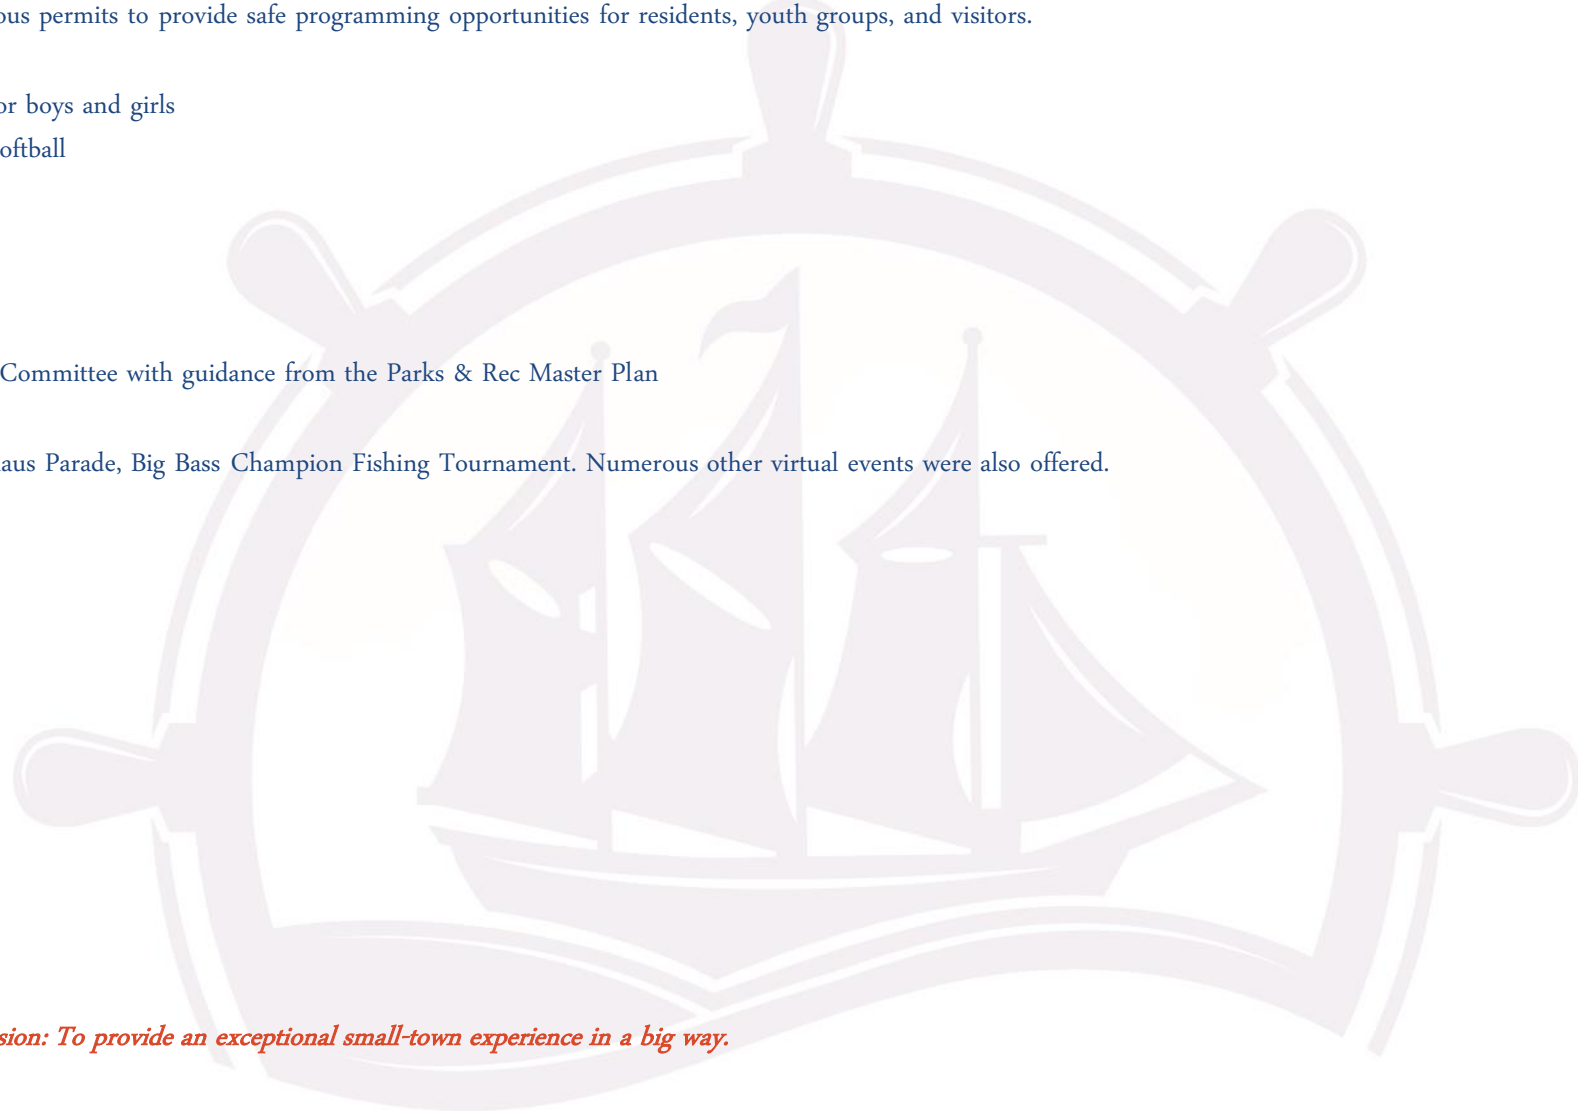 ous permits to provide safe programming opportunities for residents, youth groups, and visitors.
or boys and girls
oftball
Committee with guidance from the Parks & Rec Master Plan
aus Parade, Big Bass Champion Fishing Tournament. Numerous other virtual events were also offered.
sion: To provide an exceptional small-town experience in a big way.